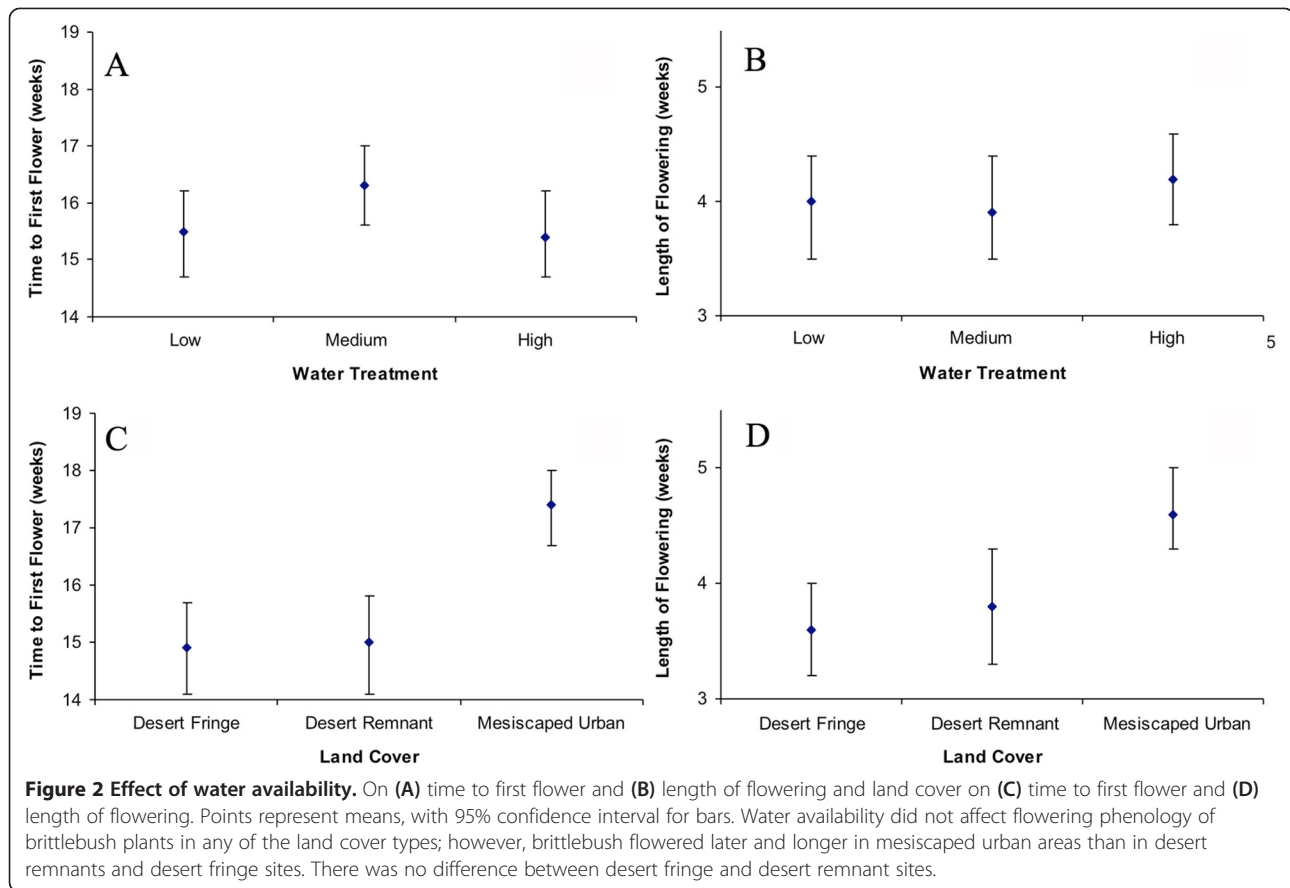 A
Time to First Flower (weeks)
19
18
17
16
15
14
Low Medium High
Water Treatment
B
Length of Flowering (weeks)
5
4
3
Low Medium High 5
Water Treatment
C
Time to First Flower (weeks)
19
18
17
16
15
14
Desert Fringe Desert Remnant Mesiscaped Urban
Land Cover
D
Length of Flowering (weeks)
5
4
3
Desert Fringe Desert Remnant Mesiscaped Urban
Land Cover
Figure 2 Effect of water availability. On (A) time to first flower and (B) length of flowering and land cover on (C) time to first flower and (D)
length of flowering. Points represent means, with 95% confidence interval for bars. Water availability did not affect flowering phenology of
brittlebush plants in any of the land cover types; however, brittlebush flowered later and longer in mesiscaped urban areas than in desert
remnants and desert fringe sites. There was no difference between desert fringe and desert remnant sites.